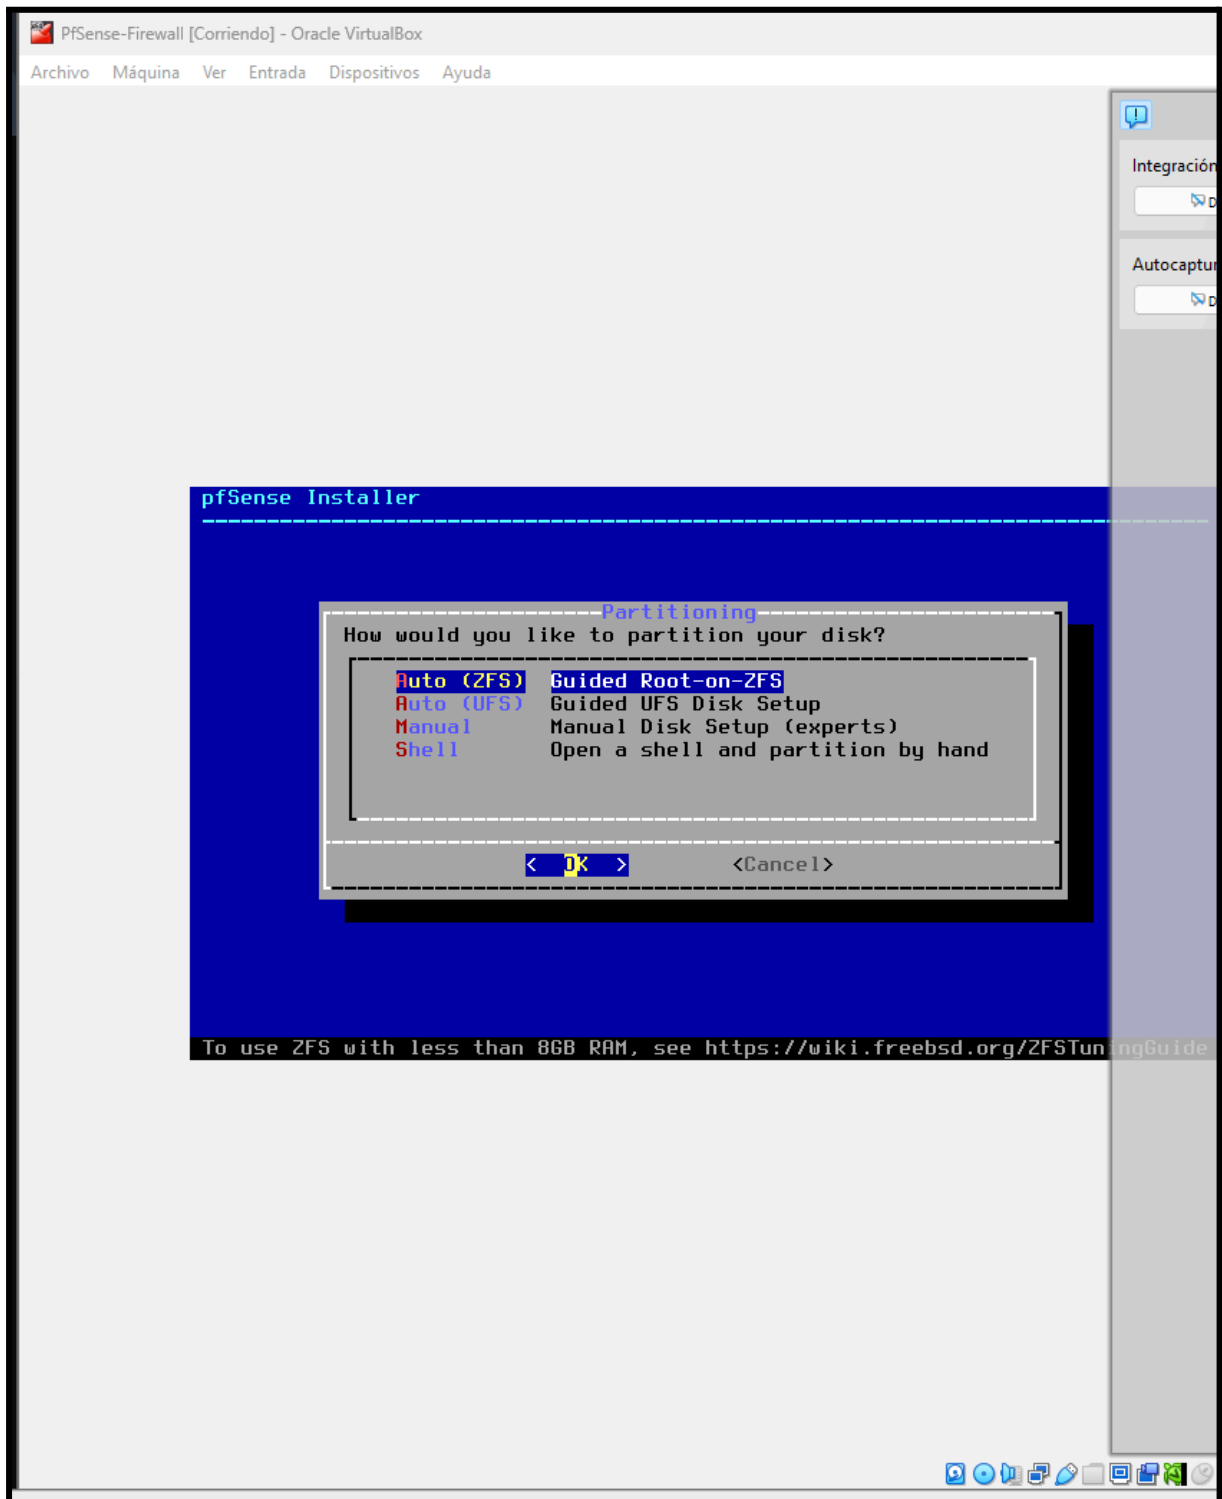 PfSense-Firewall [Corriendo] - Oracle VirtualBox
Archivo Máquina Ver Entrada Dispositivos Ayuda
Integración
D
Autocaptur
D
pfSense Installer
Partitioning
How would you like to partition your disk?
Auto (ZFS) Guided Root-on-ZFS
Auto (UFS) Guided UFS Disk Setup
Manual Manual Disk Setup (experts)
Shell Open a shell and partition by hand
< OK > <Cancel>
To use ZFS with less than 8GB RAM, see https://wiki.freebsd.org/ZFSTuningGuide